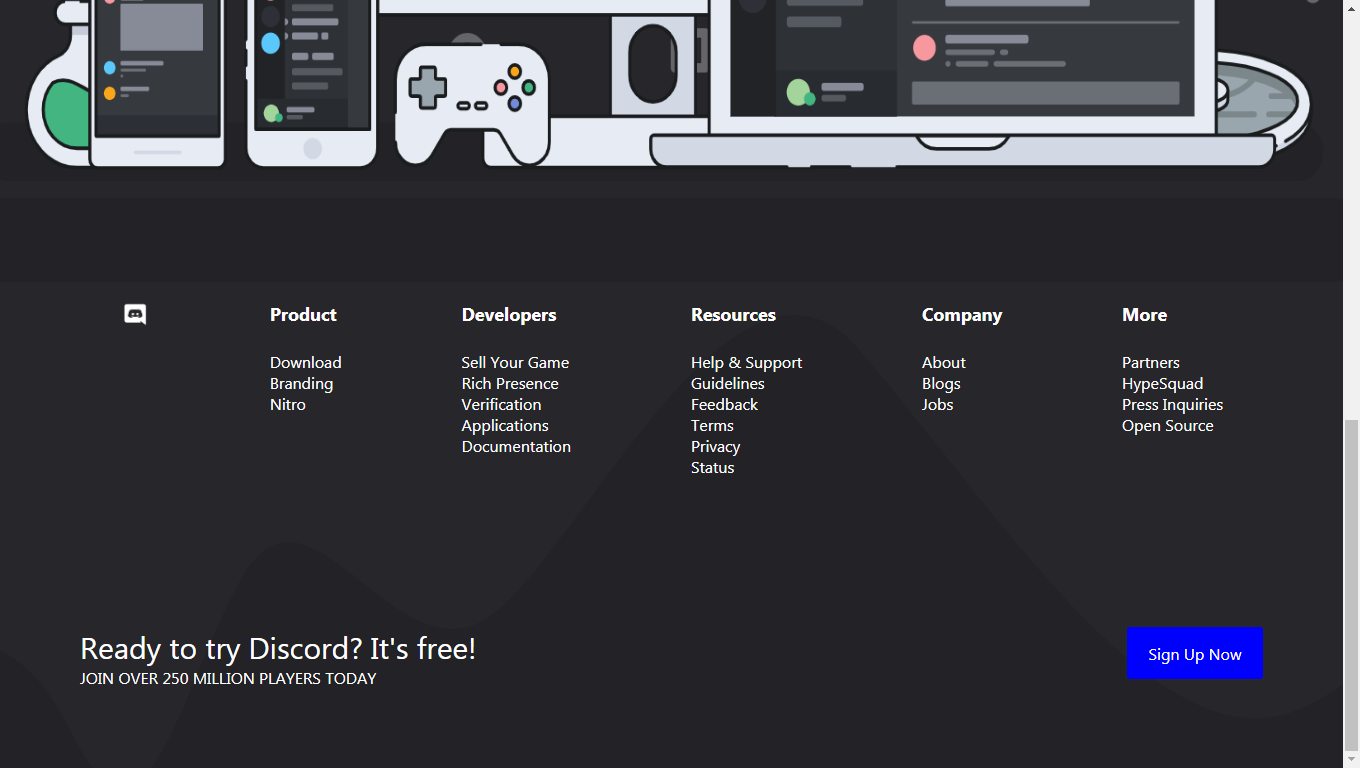 Product
Download
Branding
Nitro
Developers
Sell Your Game
Rich Presence
Verification
Applications
Documentation
Resources
Help & Support
Guidelines
Feedback
Terms
Privacy
Status
Company
About
Blogs
Jobs
More
Partners
HypeSquad
Press Inquiries
Open Source
Ready to try Discord? It's free!
JOIN OVER 250 MILLION PLAYERS TODAY
Sign Up Now